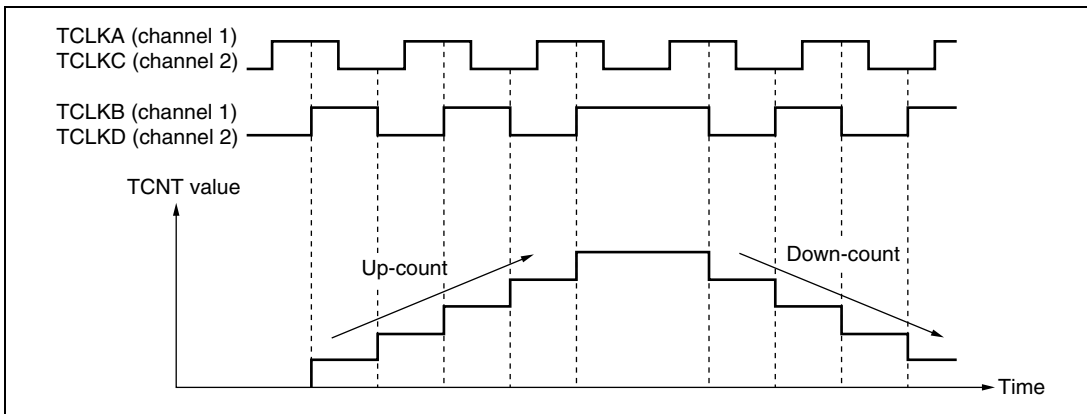 TCLKA (channel 1)
TCLKC (channel 2)
TCLKB (channel 1)
TCLKD (channel 2)
TCNT value
Up-count
Down-count
Time